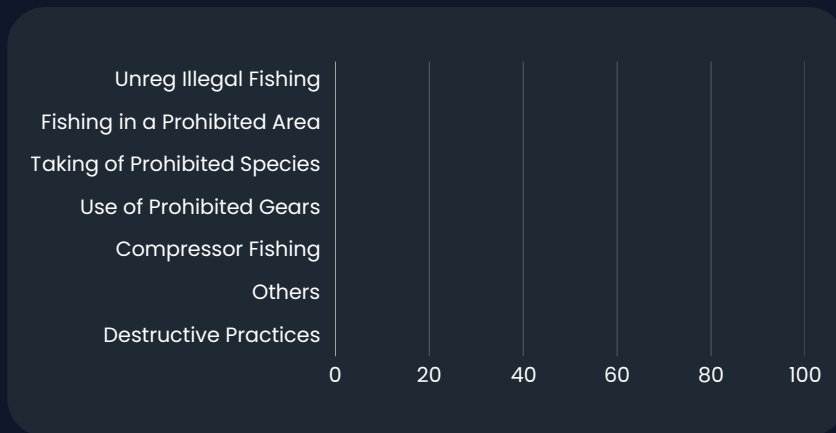 Unreg Illegal Fishing
Fishing in a Prohibited Area
Taking of Prohibited Species
Use of Prohibited Gears
Compressor Fishing
Others
Destructive Practices
0 20 40 60 80 100